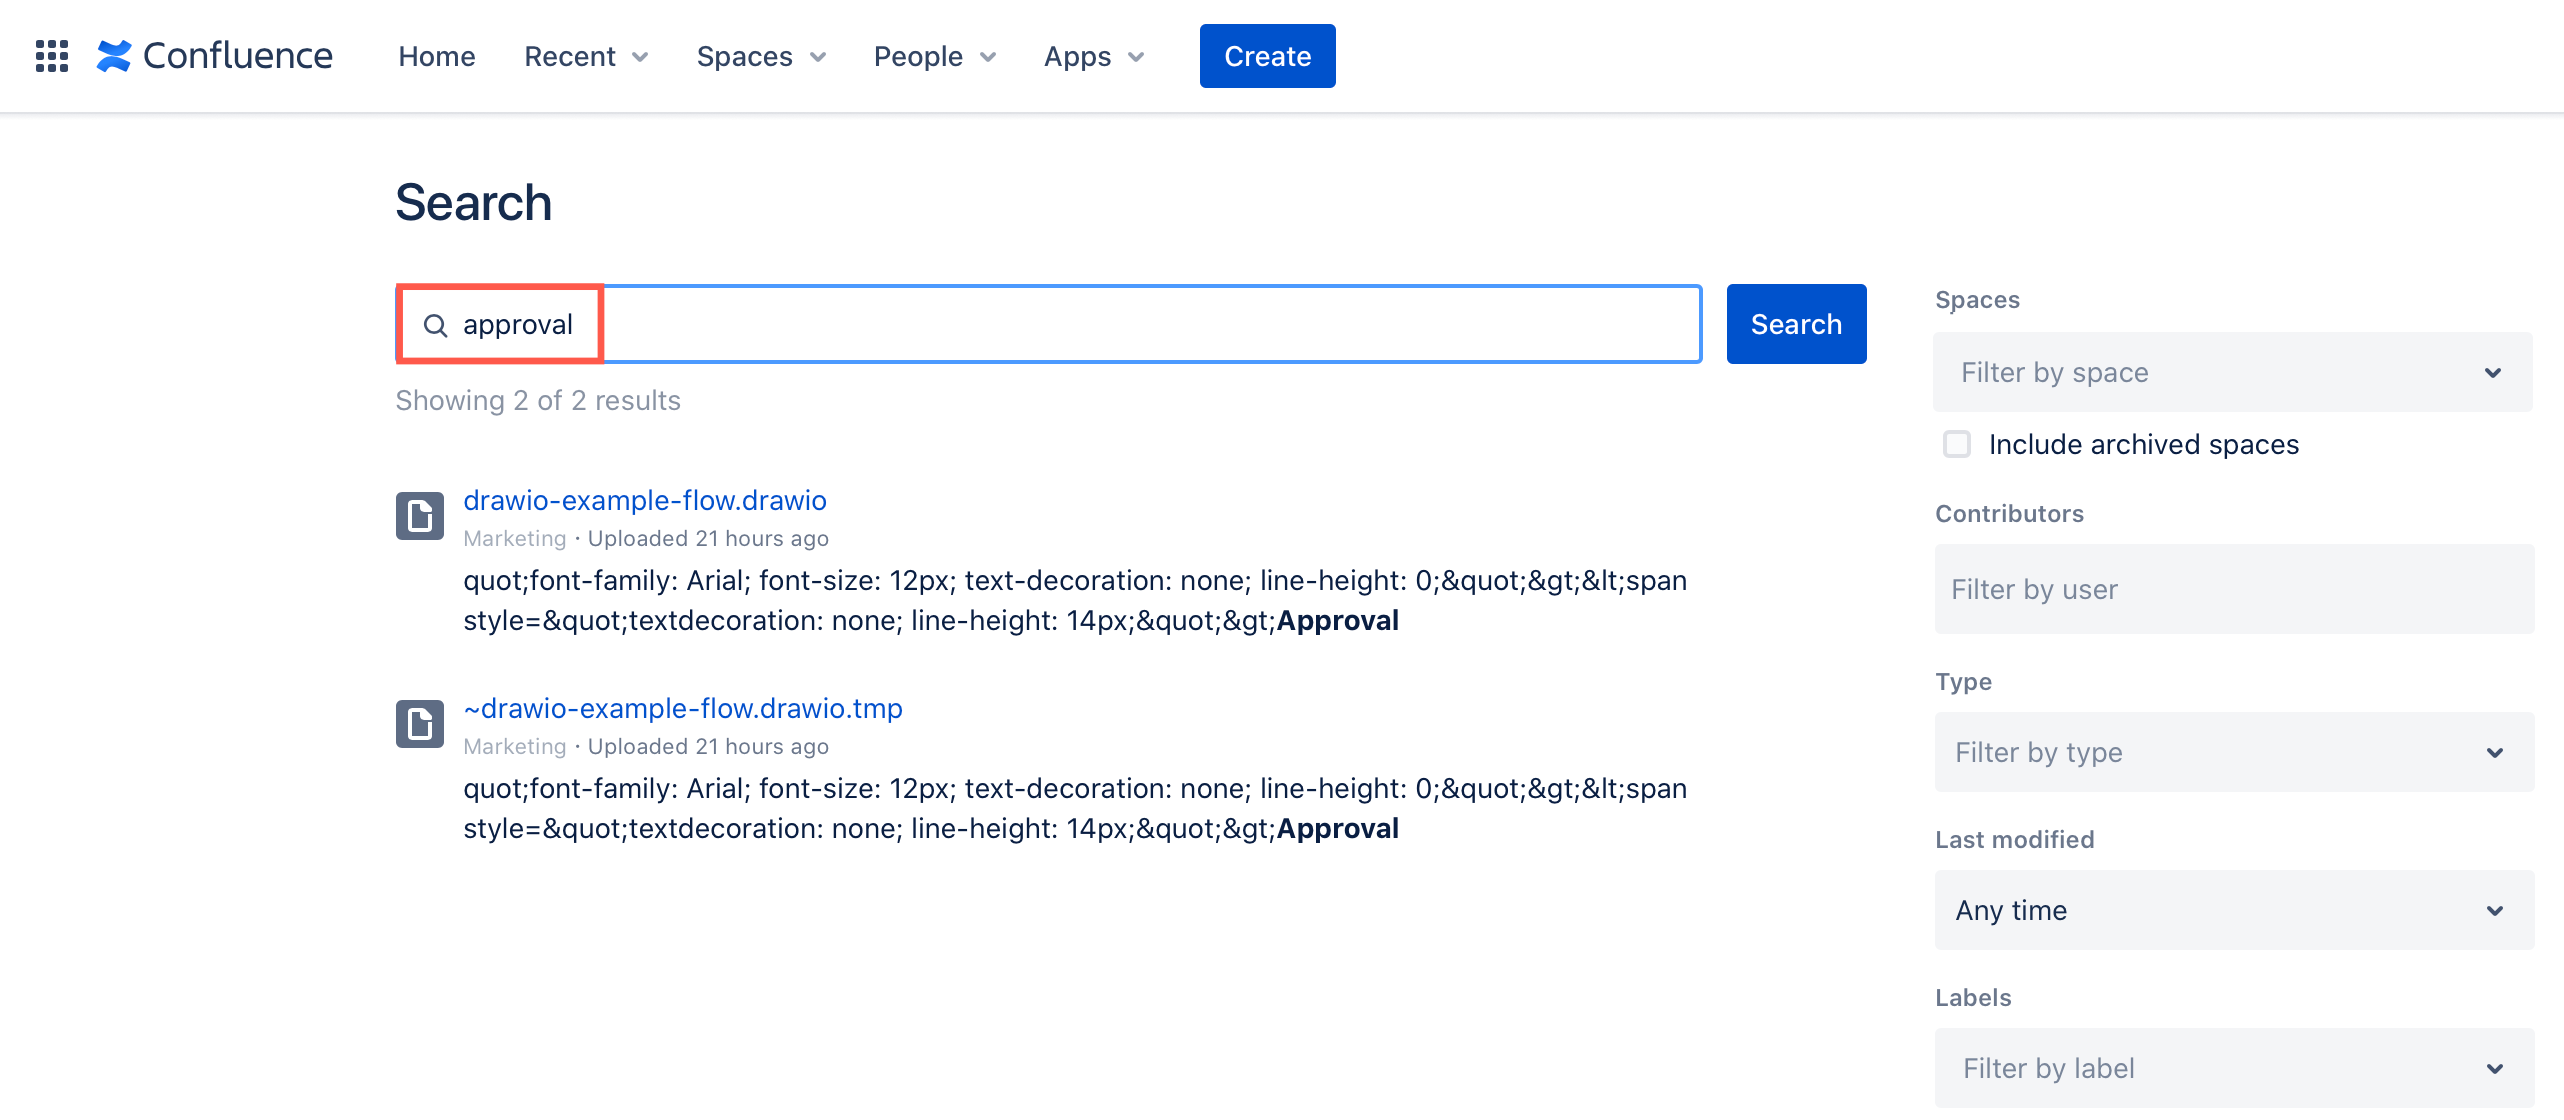 Confluence Home Recent Spaces People Apps Create
Search
approval
Search
Showing 2 of 2 results
drawio-example-flow.drawio
Marketing · Uploaded 21 hours ago
quot;font-family: Arial; font-size: 12px; text-decoration: none; line-height: 0;&quot;&gt;&lt;span
style=&quot;textdecoration: none; line-height: 14px;&quot;&gt;Approval
~drawio-example-flow.drawio.tmp
Marketing · Uploaded 21 hours ago
quot;font-family: Arial; font-size: 12px; text-decoration: none; line-height: 0;&quot;&gt;&lt;span
style=&quot;textdecoration: none; line-height: 14px;&quot;&gt;Approval
Spaces
Filter by space
Include archived spaces
Contributors
Filter by user
Type
Filter by type
Last modified
Any time
Labels
Filter by label